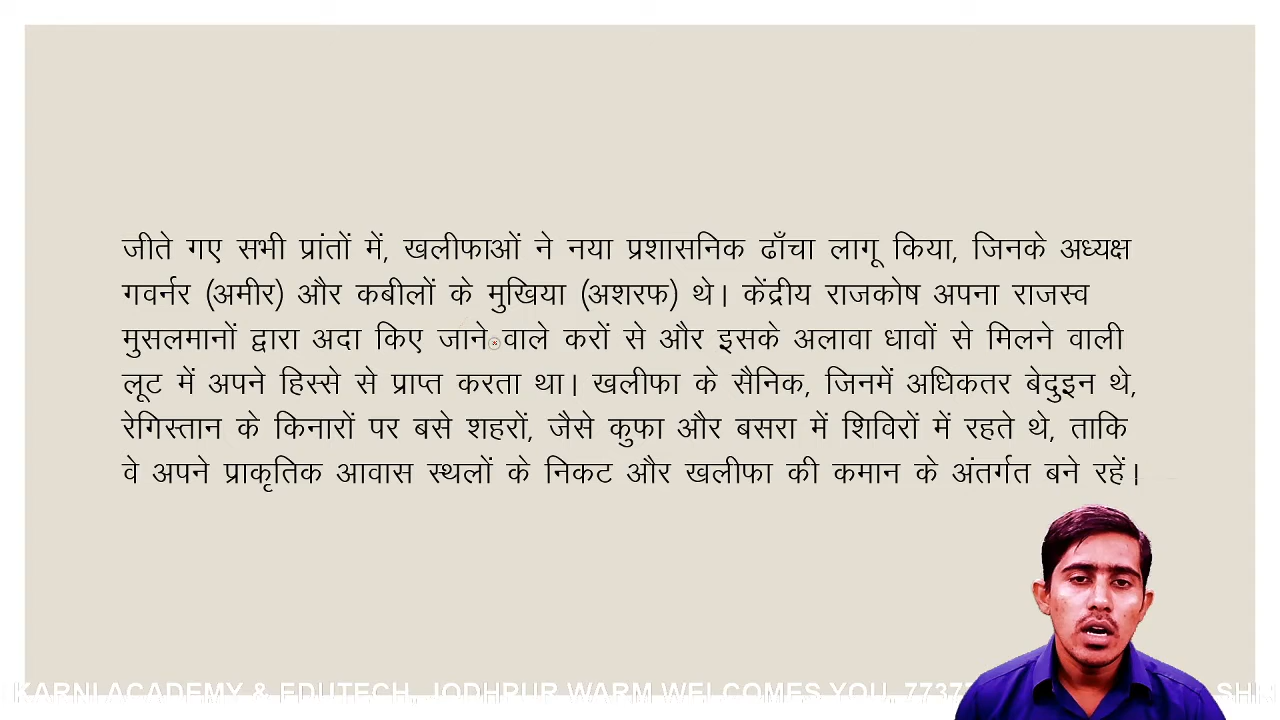 जीते गए सभी प्रांतों में, खलीफाओं ने नया प्रशासनिक ढाँचा लागू किया, जिनके अध्यक्ष
गवर्नर (अमीर) और कबीलों के मुखिया (अशरफ) थे। केंद्रीय राजकोष अपना राजस्व
मुसलमानों द्वारा अदा किए जाने वाले करों से और इसके अलावा धावों से मिलने वाली
लूट में अपने हिस्से से प्राप्त करता था। खलीफा के सैनिक, जिनमें अधिकतर बेदुइन थे,
रेगिस्तान के किनारों पर बसे शहरों, जैसे कुफा और बसरा में शिविरों में रहते थे, ताकि
वे अपने प्राकृतिक आवास स्थलों के निकट और खलीफा की कमान के अंतर्गत बने रहें।
KARNI ACADEMY & EDUTECH, JODHPUR WARM WELCOMES YOU,